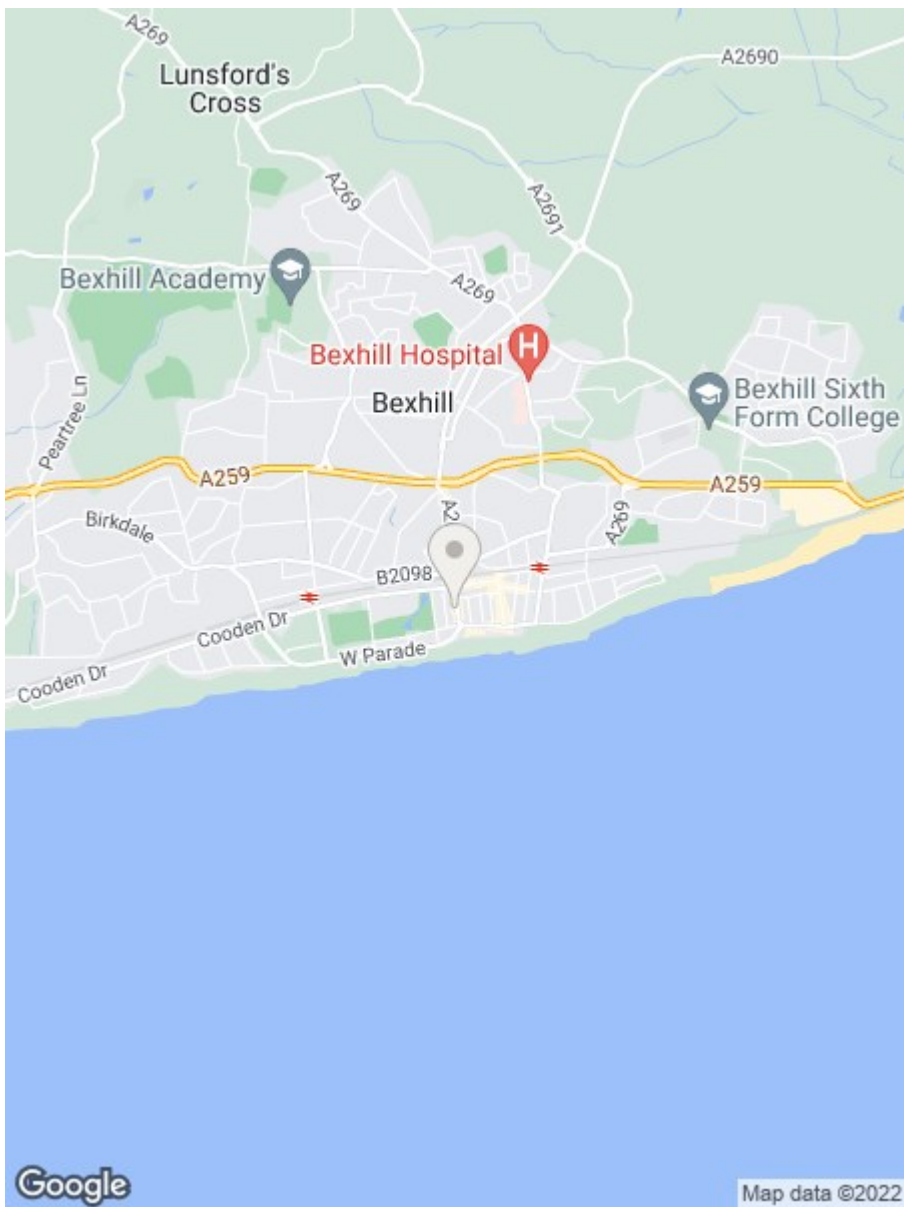 A269
A2690
Lunsford's
Cross
A269
A2691
Bexhill Academy
A269
Bexhill Hospital
H
Bexhill
Bexhill Sixth
Form College
Peartree Ln
A259
A259
Birkdale
A2
A269
B2098
Cooden Dr
W Parade
Cooden Dr
Google
Map data ©2022